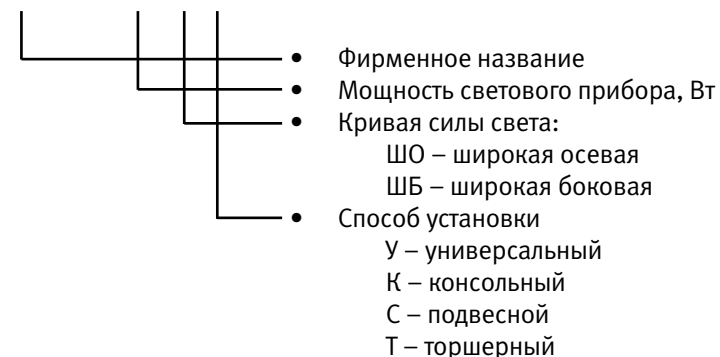 • Фирменное название
• Мощность светового прибора, Вт
• Кривая силы света:
ШО – широкая осевая
ШБ – широкая боковая
• Способ установки
У – универсальный
К – консольный
С – подвесной
Т – торшерный